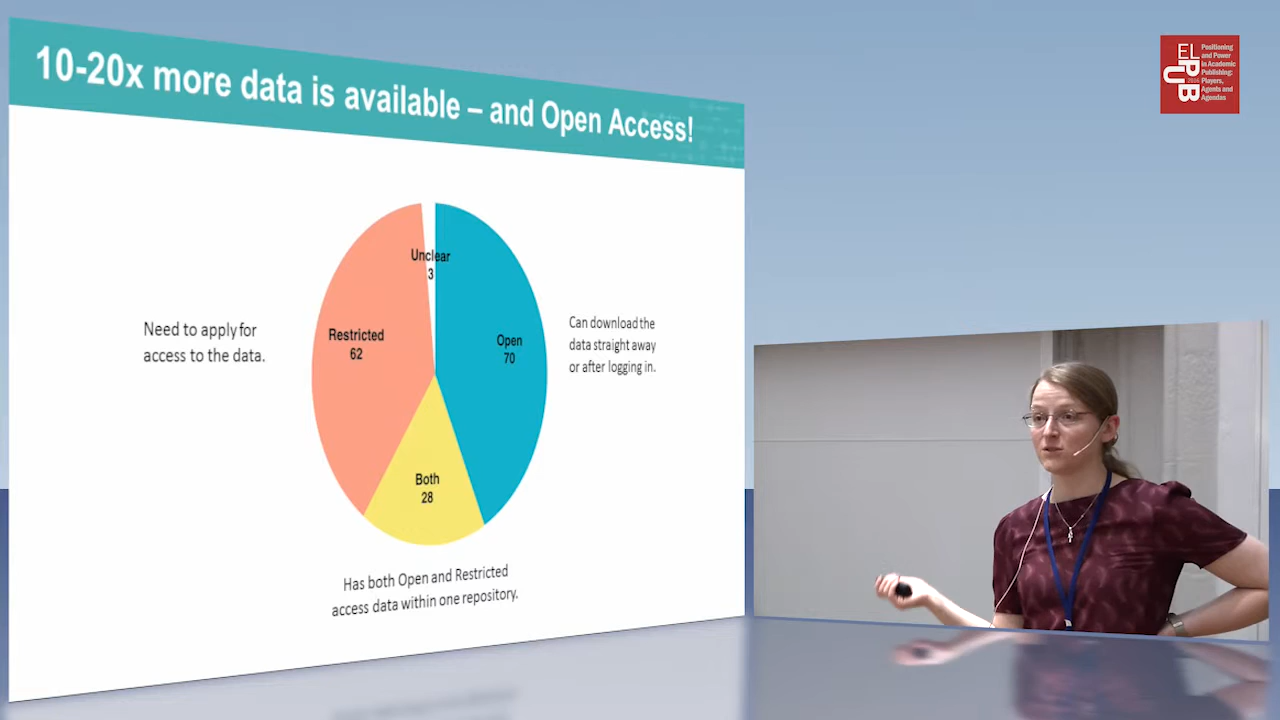 10-20x more data is available – and Open Access!
Unclear
3
Restricted
62
Open
70
Both
28
Need to apply for
access to the data.
Can download the
data straight away
or after logging in.
Has both Open and Restricted
access data within one repository.
EL
PUB
2016
Positioning
and Power
in Academic
Publishing:
Players,
Agents and
Agendas